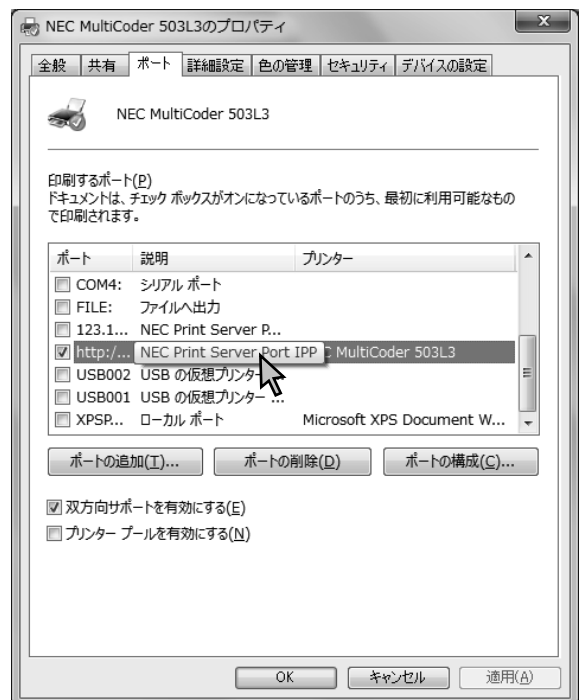 NEC MultiCoder 503L3のプロパティ
全般 共有 ポート 詳細設定 色の管理 セキュリティ デバイスの設定
NEC MultiCoder 503L3
印刷するポート(P)
ドキュメントは、チェック ボックスがオンになっているポートのうち、最初に利用可能なもの
で印刷されます。
ポート 説明 プリンター
COM4: シリアル ポート
FILE: ファイルへ出力
123.1... NEC Print Server P...
http:/... NEC Print Server Port IPP C MultiCoder 503L3
USB002 USB の仮想プリンター
USB001 USB の仮想プリンター ...
XPSP... ローカル ポート Microsoft XPS Document W...
ポートの追加(T)... ポートの削除(D) ポートの構成(C)...
双方向サポートを有効にする(E)
プリンター プールを有効にする(N)
OK キャンセル 適用(A)